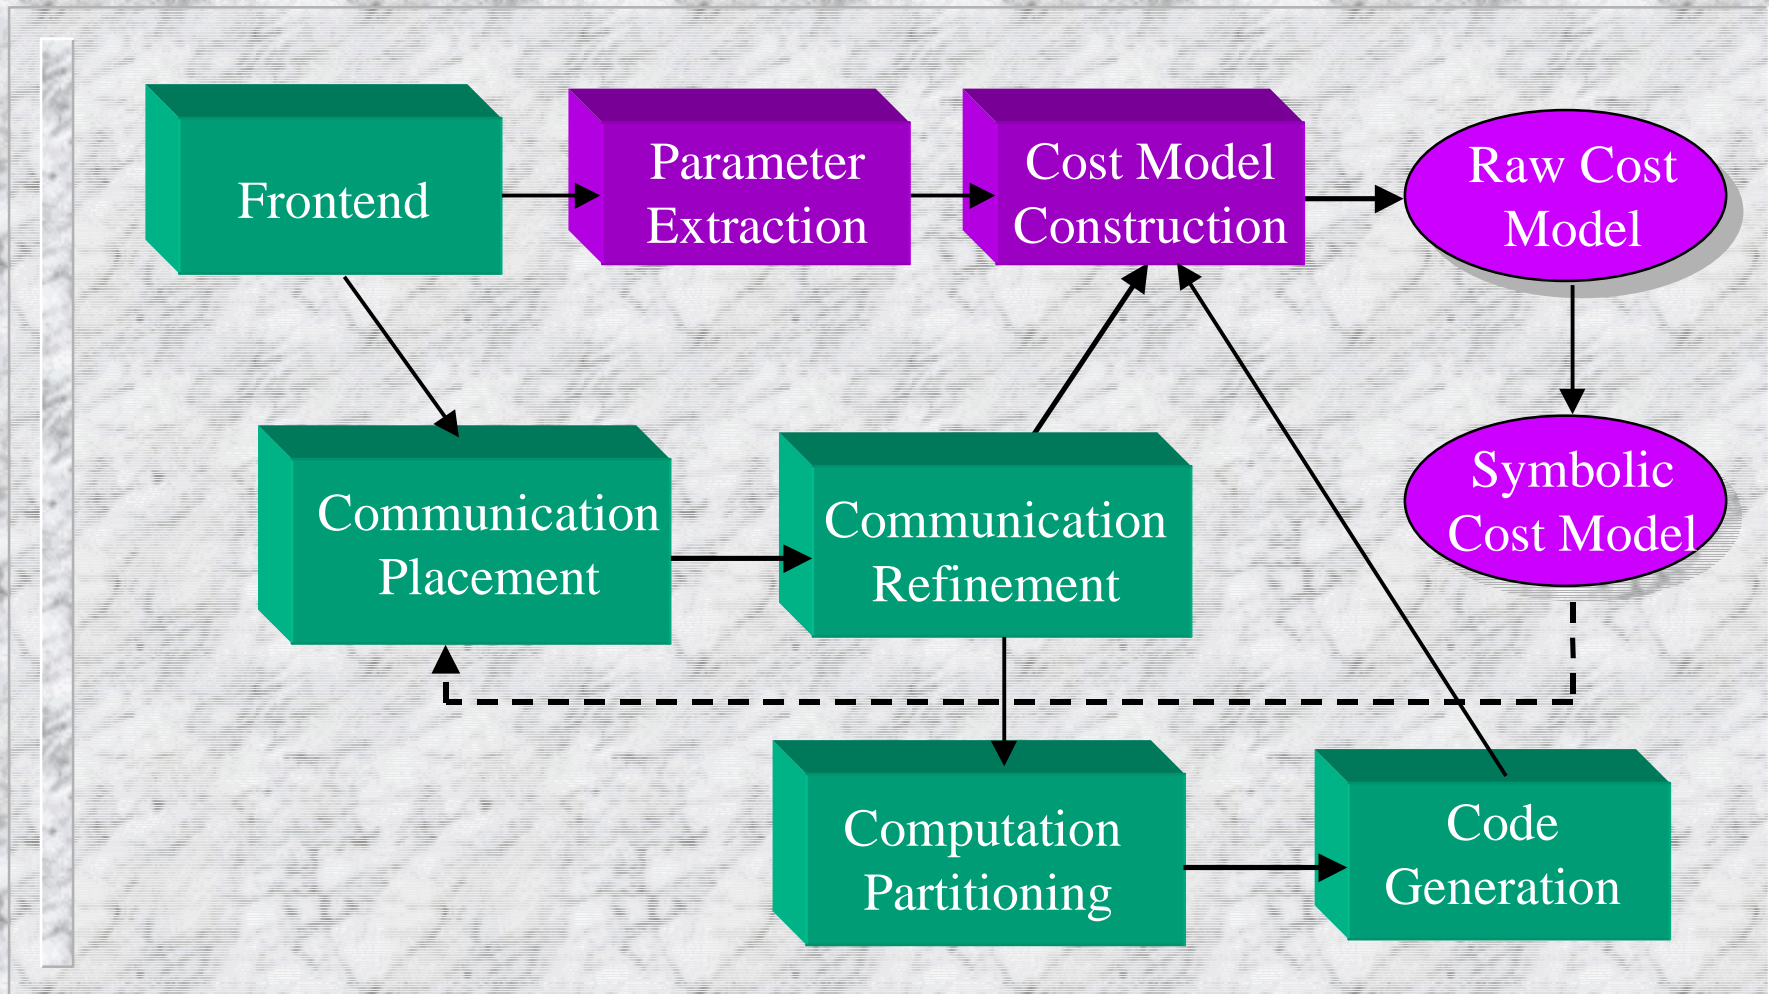 Frontend
Parameter
Extraction
Cost Model
Construction
Raw Cost
Model
Communication
Placement
Communication
Refinement
Symbolic
Cost Model
Computation
Partitioning
Code
Generation